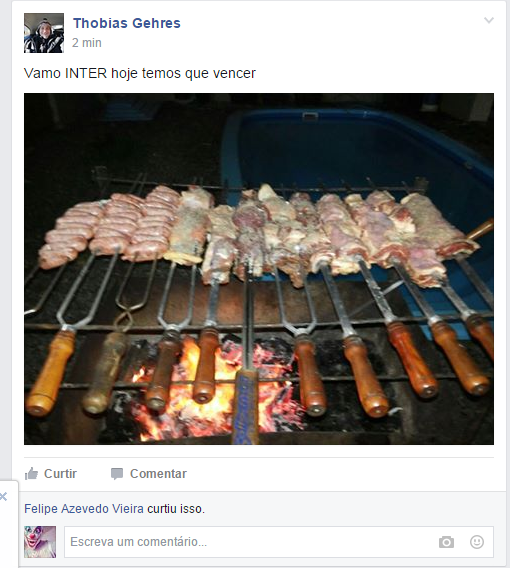 Thobias Gehres
2 min
Vamo INTER hoje temos que vencer
Curtir Comentar
Felipe Azevedo Vieira curtiu isso.
Escreva um comentário...